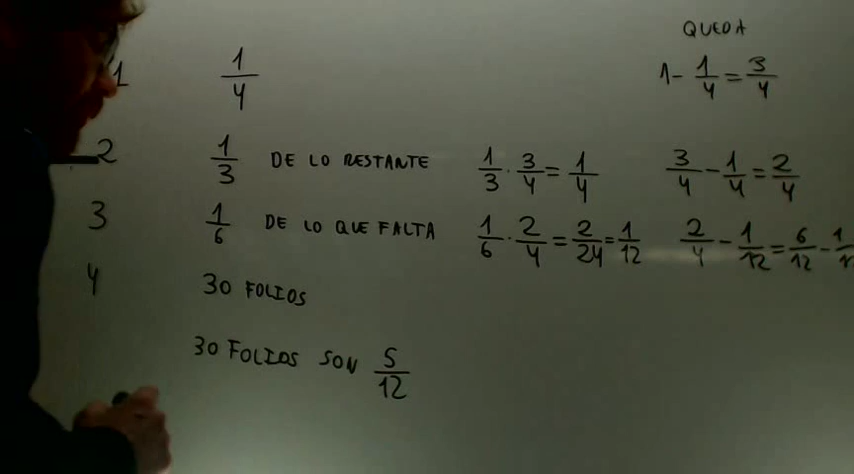 QUEDA
1 1/4 1 - 1/4 = 3/4
2 1/3 DE LO RESTANTE 1/3 · 3/4 = 1/4 3/4 - 1/4 = 2/4
3 1/6 DE LO QUE FALTA 1/6 · 2/4 = 2/24 = 1/12 2/4 - 1/12 = 6/12 -
4 30 FOLIOS
30 FOLIOS SON 5/12